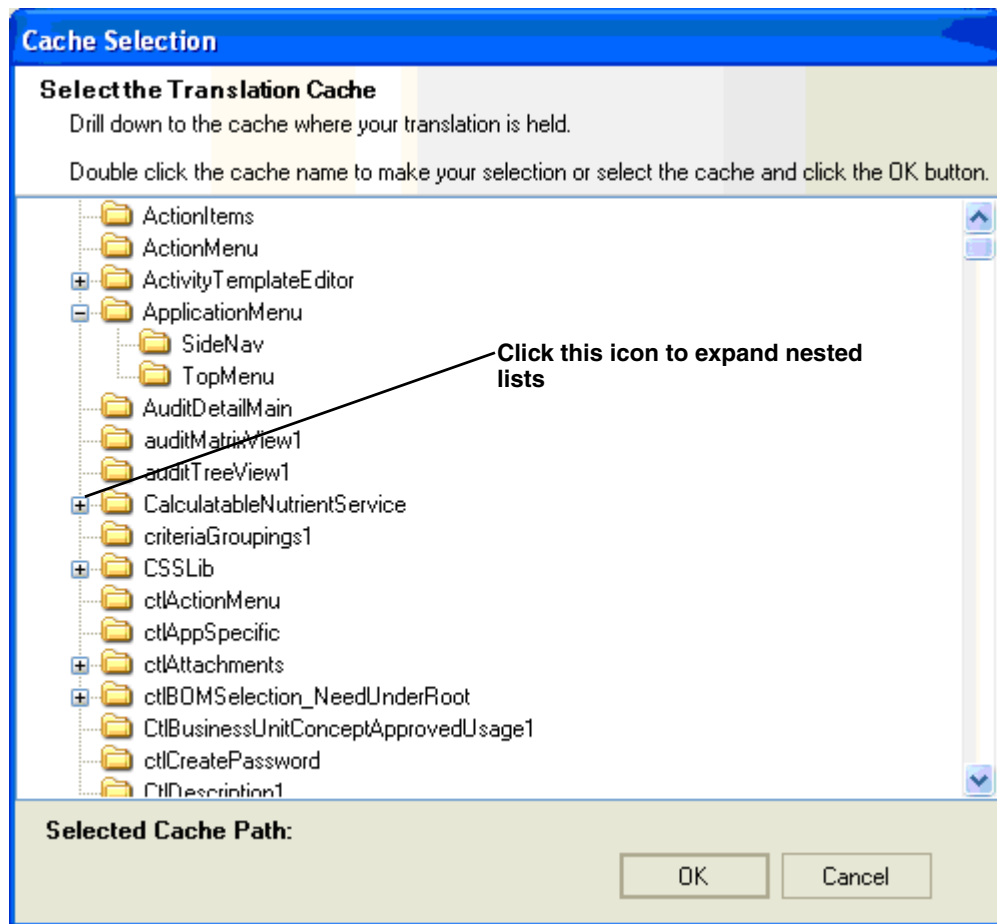 Cache Selection
Select the Translation Cache
Drill down to the cache where your translation is held.
Double click the cache name to make your selection or select the cache and click the OK button.
ActionItems
ActionMenu
ActivityTemplateEditor
ApplicationMenu
SideNav
TopMenu
Click this icon to expand nested
lists
AuditDetailMain
auditMatrixView1
auditTreeView1
CalculatableNutrientService
criteriaGroupings1
CSSLib
ctlActionMenu
ctlAppSpecific
ctlAttachments
ctlBOMSelection_NeedUnderRoot
CtlBusinessUnitConceptApprovedUsage1
ctlCreatePassword
CtlDescription1
Selected Cache Path:
OK
Cancel